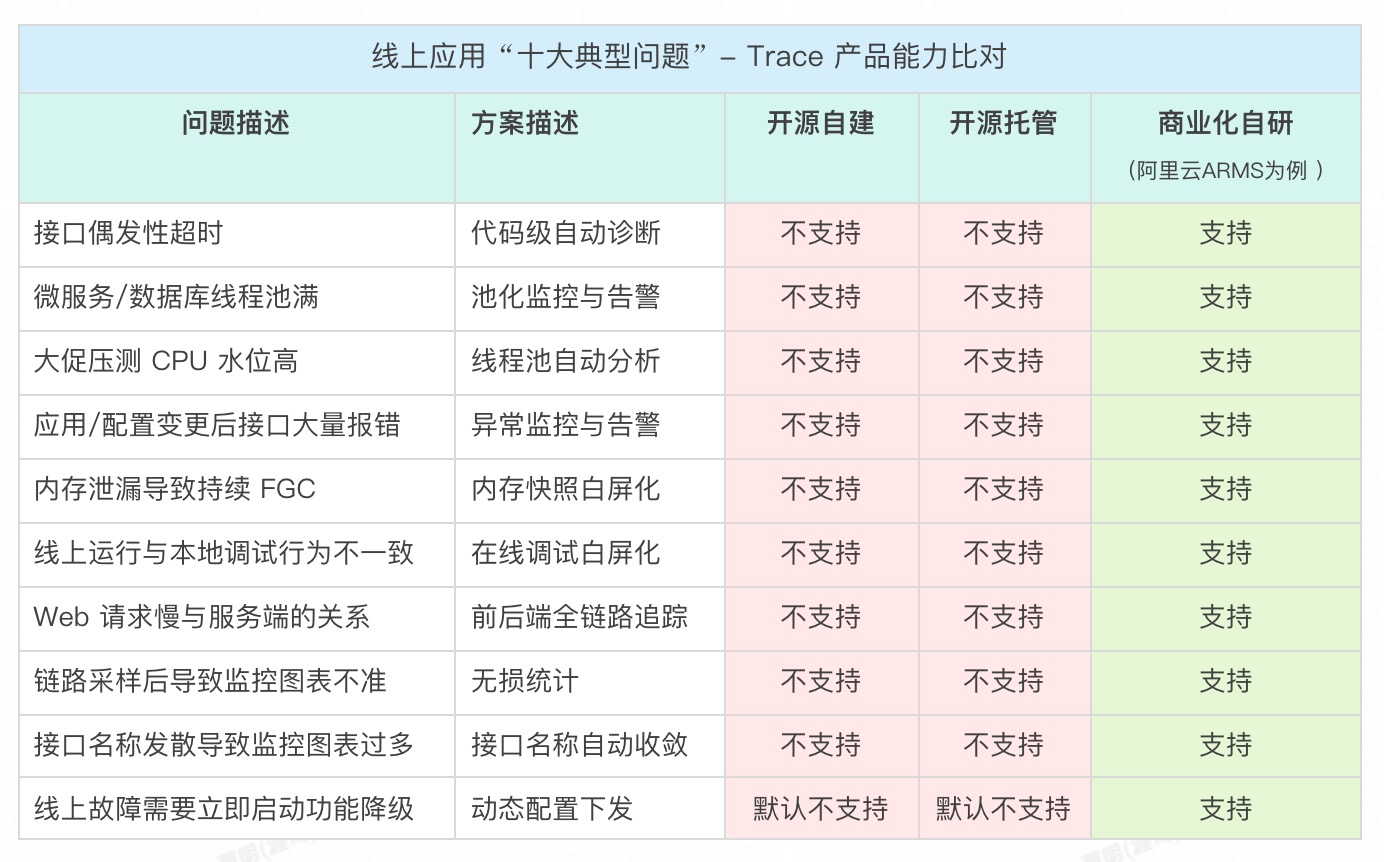 线上应用“十大典型问题” – Trace 产品能力比对
问题描述 方案描述 开源自建 开源托管 商业化自研
（阿里云ARMS为例 ）
接口偶发性超时 代码级自动诊断 不支持 不支持 支持
微服务/数据库线程池满 池化监控与告警 不支持 不支持 支持
大促压测 CPU 水位高 线程池自动分析 不支持 不支持 支持
应用/配置变更后接口大量报错 异常监控与告警 不支持 不支持 支持
内存泄漏导致持续 FGC 内存快照白屏化 不支持 不支持 支持
线上运行与本地调试行为不一致 在线调试白屏化 不支持 不支持 支持
Web 请求慢与服务端的关系 前后端全链路追踪 不支持 不支持 支持
链路采样后导致监控图表不准 无损统计 不支持 不支持 支持
接口名称发散导致监控图表过多 接口名称自动收敛 不支持 不支持 支持
线上故障需要立即启动功能降级 动态配置下发 默认不支持 默认不支持 支持